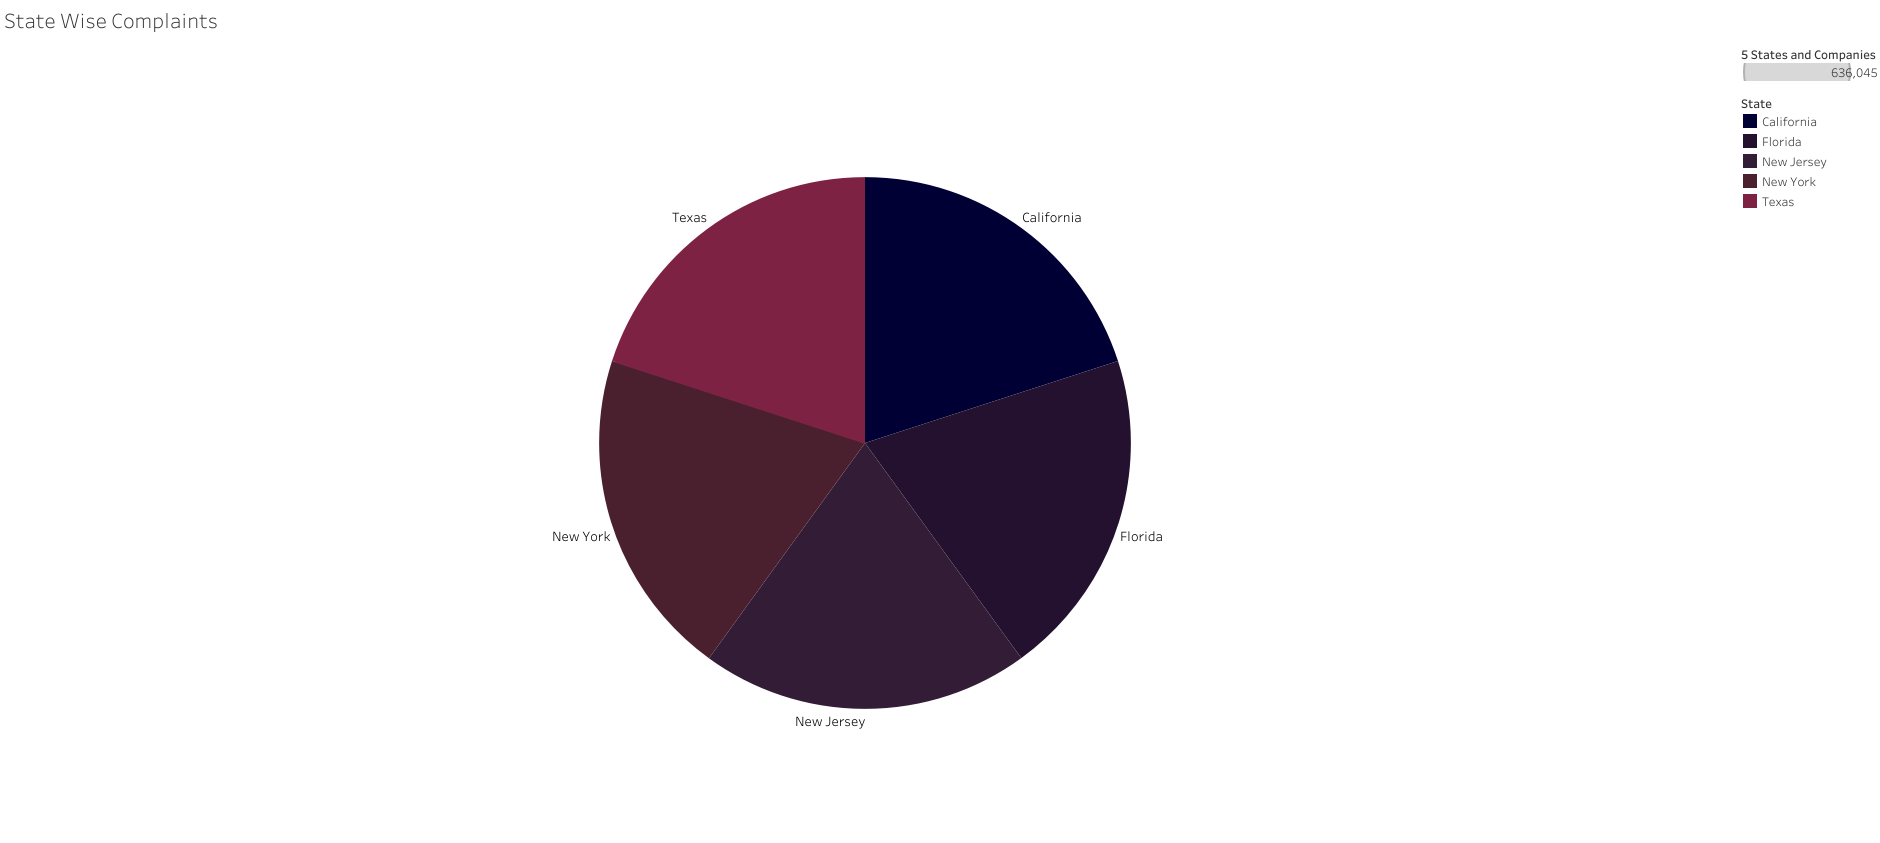 State Wise Complaints
5 States and Companies
636,045
State
California
Florida
New Jersey
New York
Texas
Texas
California
New York
Florida
New Jersey